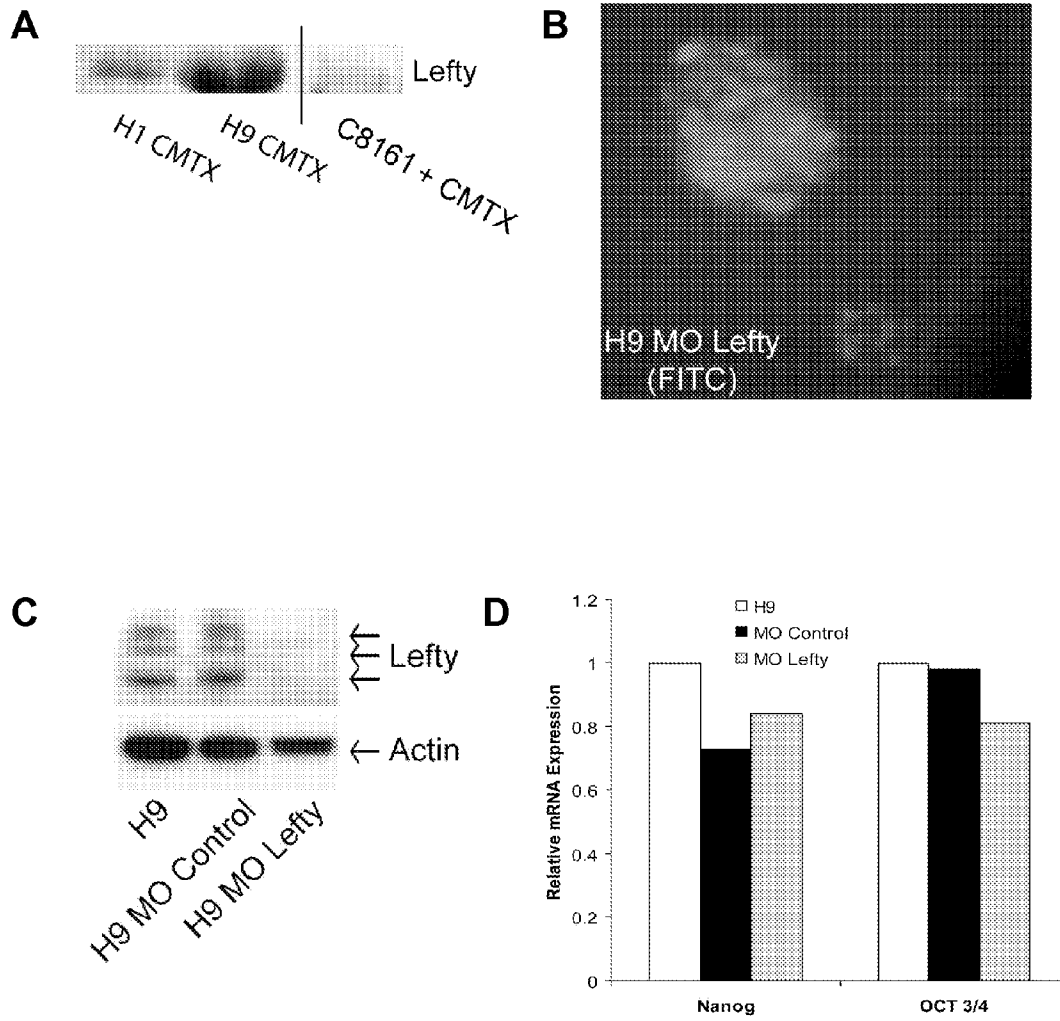 A
Lefty
H1 CMTX
H9 CMTX
C8161 + CMTX
B
H9 MO Lefty
(FITC)
C
Lefty
Actin
H9
H9 MO Control
H9 MO Lefty
D
H9
MO Control
MO Lefty
Relative mRNA Expression
1.2
1
0.8
0.6
0.4
0.2
0
Nanog
OCT 3/4